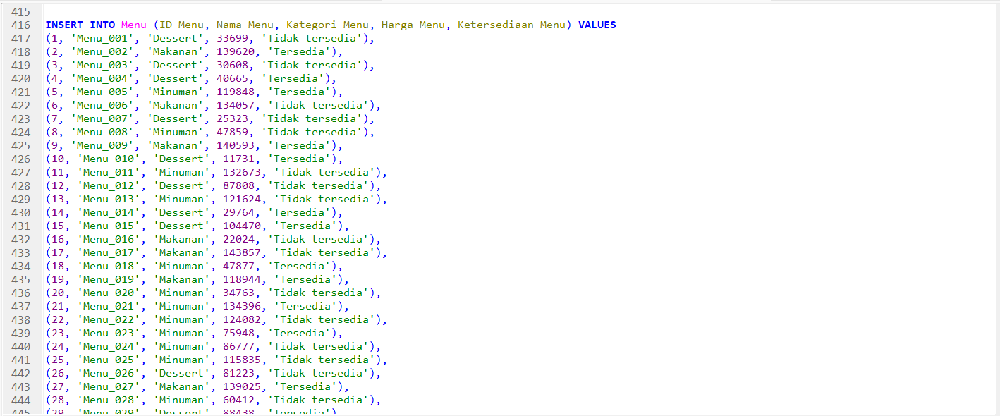 415
416 INSERT INTO Menu (ID_Menu, Nama_Menu, Kategori_Menu, Harga_Menu, Ketersediaan_Menu) VALUES
417 (1, 'Menu_001', 'Dessert', 33699, 'Tidak tersedia'),
418 (2, 'Menu_002', 'Makanan', 139620, 'Tersedia'),
419 (3, 'Menu_003', 'Dessert', 30608, 'Tidak tersedia'),
420 (4, 'Menu_004', 'Dessert', 40665, 'Tersedia'),
421 (5, 'Menu_005', 'Minuman', 119848, 'Tersedia'),
422 (6, 'Menu_006', 'Makanan', 134057, 'Tidak tersedia'),
423 (7, 'Menu_007', 'Dessert', 25323, 'Tidak tersedia'),
424 (8, 'Menu_008', 'Minuman', 47859, 'Tidak tersedia'),
425 (9, 'Menu_009', 'Makanan', 140593, 'Tersedia'),
426 (10, 'Menu_010', 'Dessert', 11731, 'Tersedia'),
427 (11, 'Menu_011', 'Minuman', 132673, 'Tidak tersedia'),
428 (12, 'Menu_012', 'Dessert', 87808, 'Tidak tersedia'),
429 (13, 'Menu_013', 'Minuman', 121624, 'Tidak tersedia'),
430 (14, 'Menu_014', 'Dessert', 29764, 'Tersedia'),
431 (15, 'Menu_015', 'Dessert', 104470, 'Tersedia'),
432 (16, 'Menu_016', 'Makanan', 22024, 'Tidak tersedia'),
433 (17, 'Menu_017', 'Makanan', 143857, 'Tidak tersedia'),
434 (18, 'Menu_018', 'Minuman', 47877, 'Tersedia'),
435 (19, 'Menu_019', 'Makanan', 118944, 'Tersedia'),
436 (20, 'Menu_020', 'Minuman', 34763, 'Tidak tersedia'),
437 (21, 'Menu_021', 'Minuman', 134396, 'Tersedia'),
438 (22, 'Menu_022', 'Minuman', 124082, 'Tidak tersedia'),
439 (23, 'Menu_023', 'Minuman', 75948, 'Tersedia'),
440 (24, 'Menu_024', 'Minuman', 86777, 'Tidak tersedia'),
441 (25, 'Menu_025', 'Minuman', 115835, 'Tidak tersedia'),
442 (26, 'Menu_026', 'Dessert', 81223, 'Tidak tersedia'),
443 (27, 'Menu_027', 'Makanan', 139025, 'Tersedia'),
444 (28, 'Menu_028', 'Minuman', 60412, 'Tidak tersedia'),
445 (29, 'Menu_029', 'Dessert', 88438, 'Tersedia'),